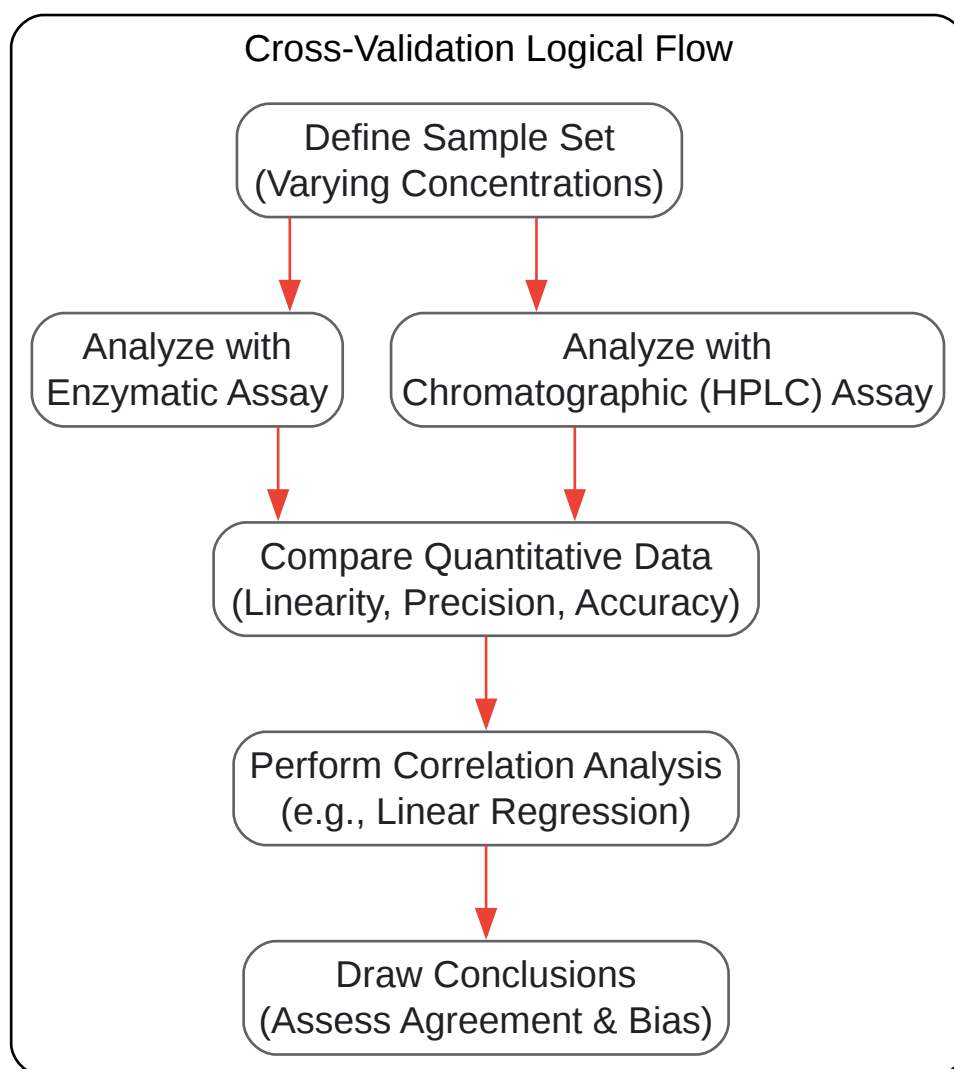 Cross-Validation Logical Flow
Define Sample Set
(Varying Concentrations)
Analyze with
Enzymatic Assay
Analyze with
Chromatographic (HPLC) Assay
Compare Quantitative Data
(Linearity, Precision, Accuracy)
Perform Correlation Analysis
(e.g., Linear Regression)
Draw Conclusions
(Assess Agreement & Bias)